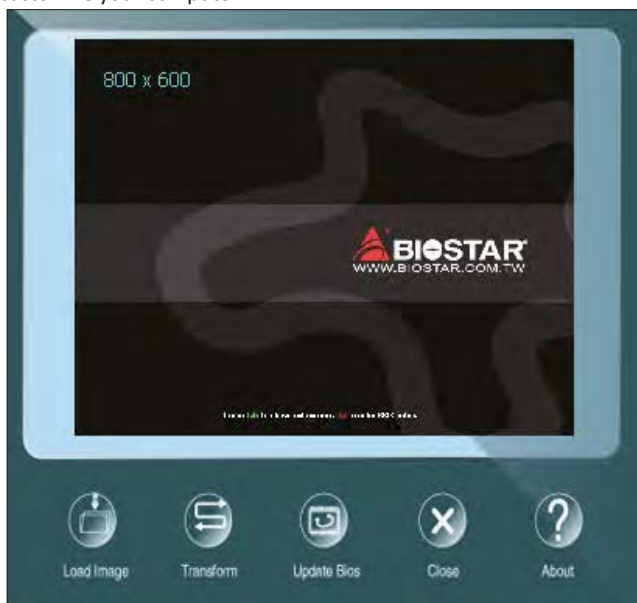 800 x 600
BIOSTAR
WWW.BIOSTAR.COM.TW
Load Image
Transform
Update Bios
Close
About